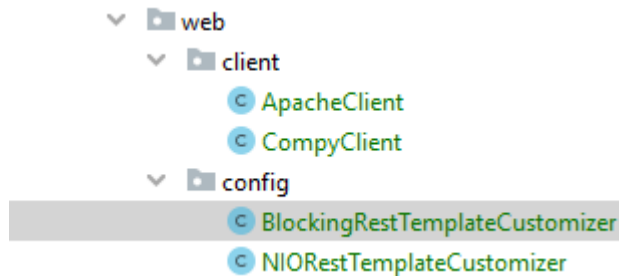 web
client
C ApacheClient
C CompyClient
config
C BlockingRestTemplateCustomizer
C NIORestTemplateCustomizer